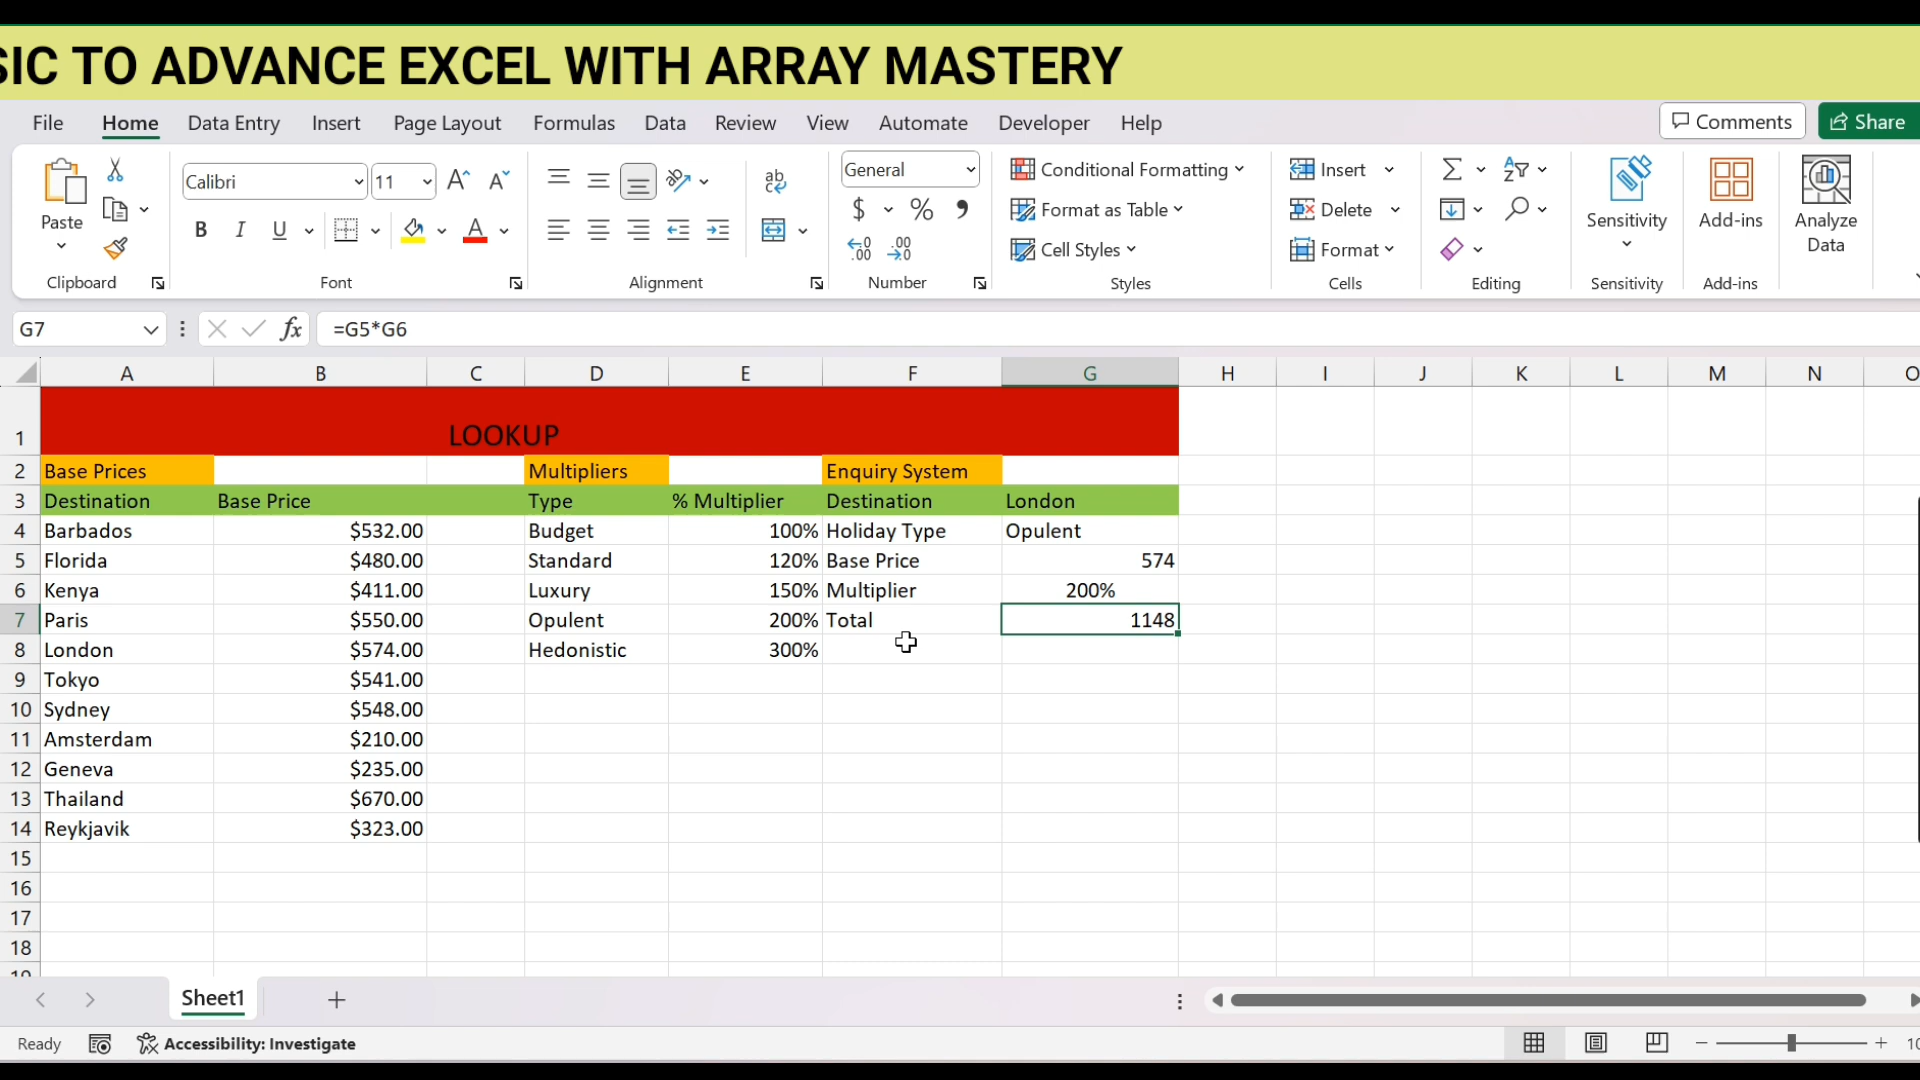 SIC TO ADVANCE EXCEL WITH ARRAY MASTERY
File Home Data Entry Insert Page Layout Formulas Data Review View Automate Developer Help Comments Share
Calibri 11 General Conditional Formatting Insert
Paste $ % Format as Table Delete Sensitivity Add-ins Analyze Data
B I U Cell Styles Format
Clipboard Font Alignment Number Styles Cells Editing Sensitivity Add-ins
G7 fx =G5*G6
A B C D E F G H I J K L M N O
1 LOOKUP
2 Base Prices Multipliers Enquiry System
3 Destination Base Price Type % Multiplier Destination London
4 Barbados $532.00 Budget 100% Holiday Type Opulent
5 Florida $480.00 Standard 120% Base Price 574
6 Kenya $411.00 Luxury 150% Multiplier 200%
7 Paris $550.00 Opulent 200% Total 1148
8 London $574.00 Hedonistic 300%
9 Tokyo $541.00
10 Sydney $548.00
11 Amsterdam $210.00
12 Geneva $235.00
13 Thailand $670.00
14 Reykjavik $323.00
15
16
17
18
Sheet1
Ready Accessibility: Investigate